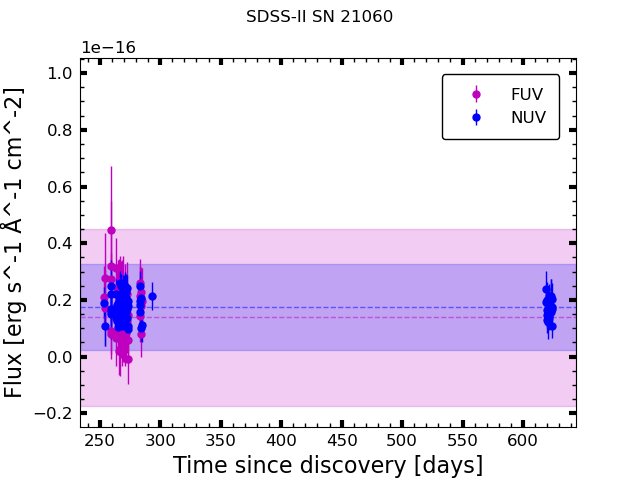 SDSS-II SN 21060
1e−16
Flux [erg s^-1 Å^-1 cm^-2]
1.0
0.8
0.6
0.4
0.2
0.0
−0.2
FUV
NUV
250 300 350 400 450 500 550 600
Time since discovery [days]